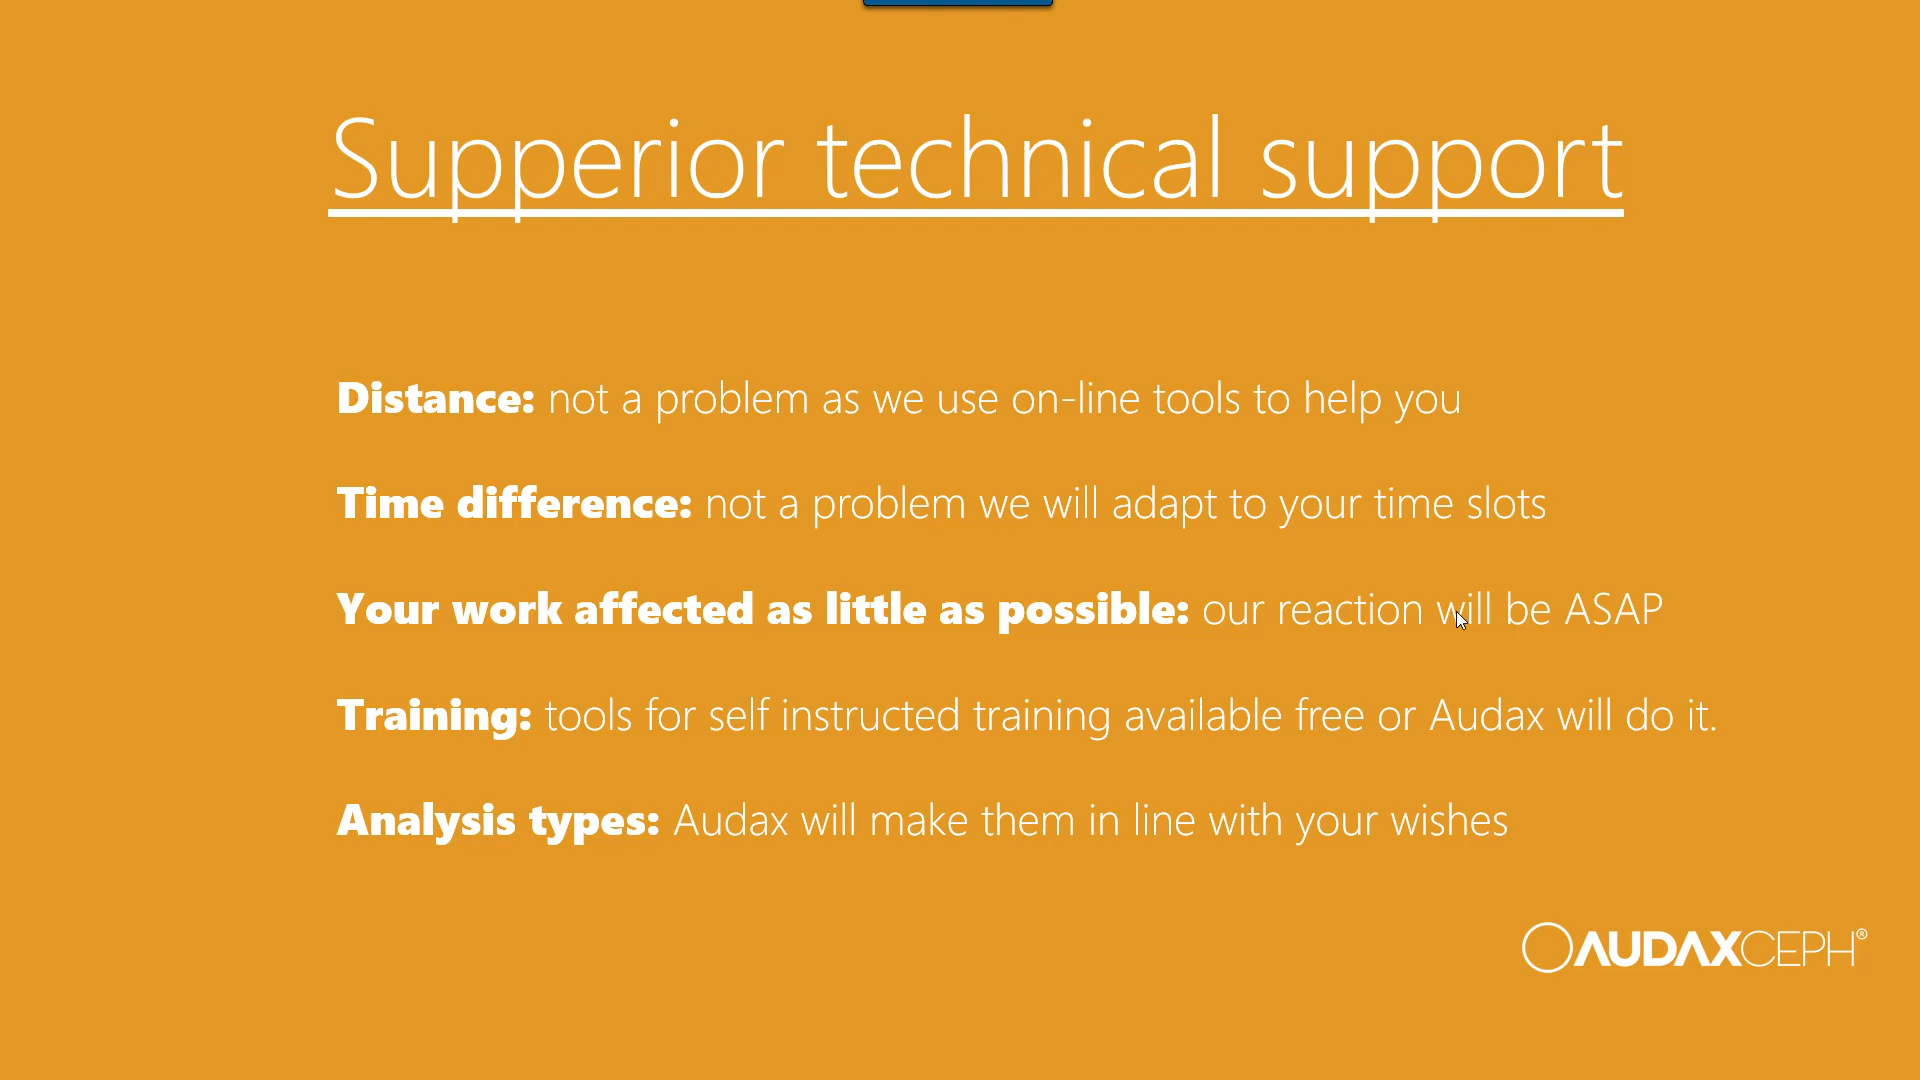 Supperior technical support
Distance: not a problem as we use on-line tools to help you
Time difference: not a problem we will adapt to your time slots
Your work affected as little as possible: our reaction will be ASAP
Training: tools for self instructed training available free or Audax will do it.
Analysis types: Audax will make them in line with your wishes
AUDAXCEPH®